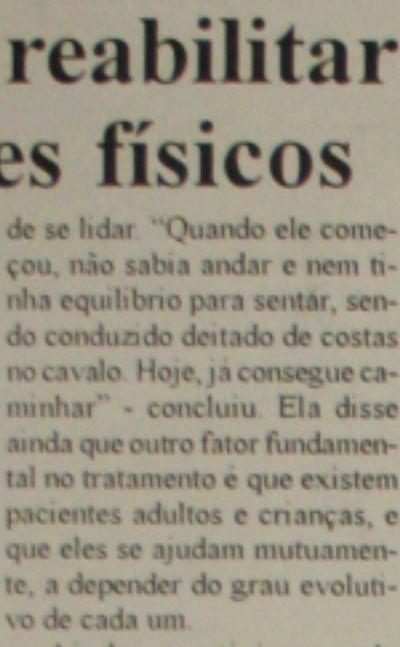 reabilitar
es físicos
de se lidar. "Quando ele come-
çou, não sabia andar e nem ti-
nha equilíbrio para sentar, sen-
do conduzido deitado de costas
no cavalo. Hoje, já consegue ca-
minhar" - concluiu. Ela disse
ainda que outro fator fundamen-
tal no tratamento é que existem
pacientes adultos e crianças, e
que eles se ajudam mutuamen-
te, a depender do grau evoluti-
vo de cada um.